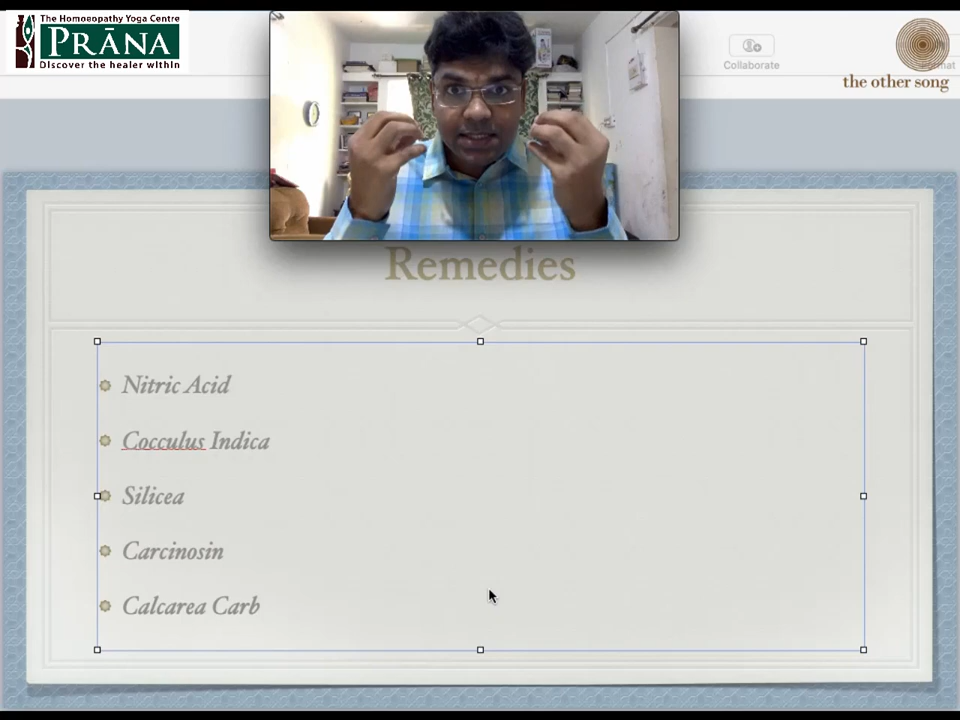 The Homoeopathy Yoga Centre
PRĀNA
Discover the healer within
Collaborate
the other song
Remedies
Nitric Acid
Cocculus Indica
Silicea
Carcinosin
Calcarea Carb